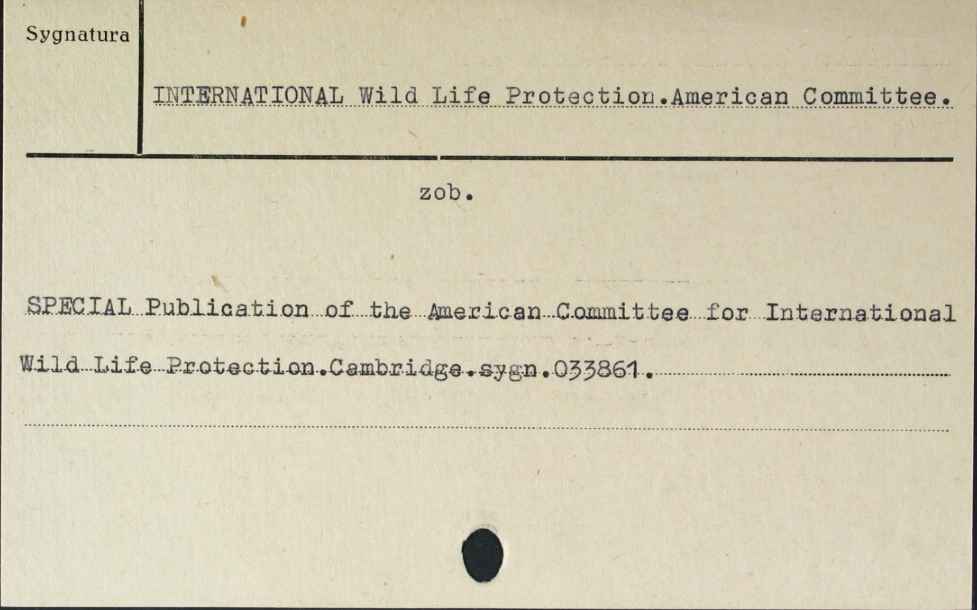 Sygnatura
INTERNATIONAL Wild Life Protection.American Committee.
zob.
SPECIAL Publication of the American Committee for International
Wild Life Protection.Cambridge.sygn.033861.